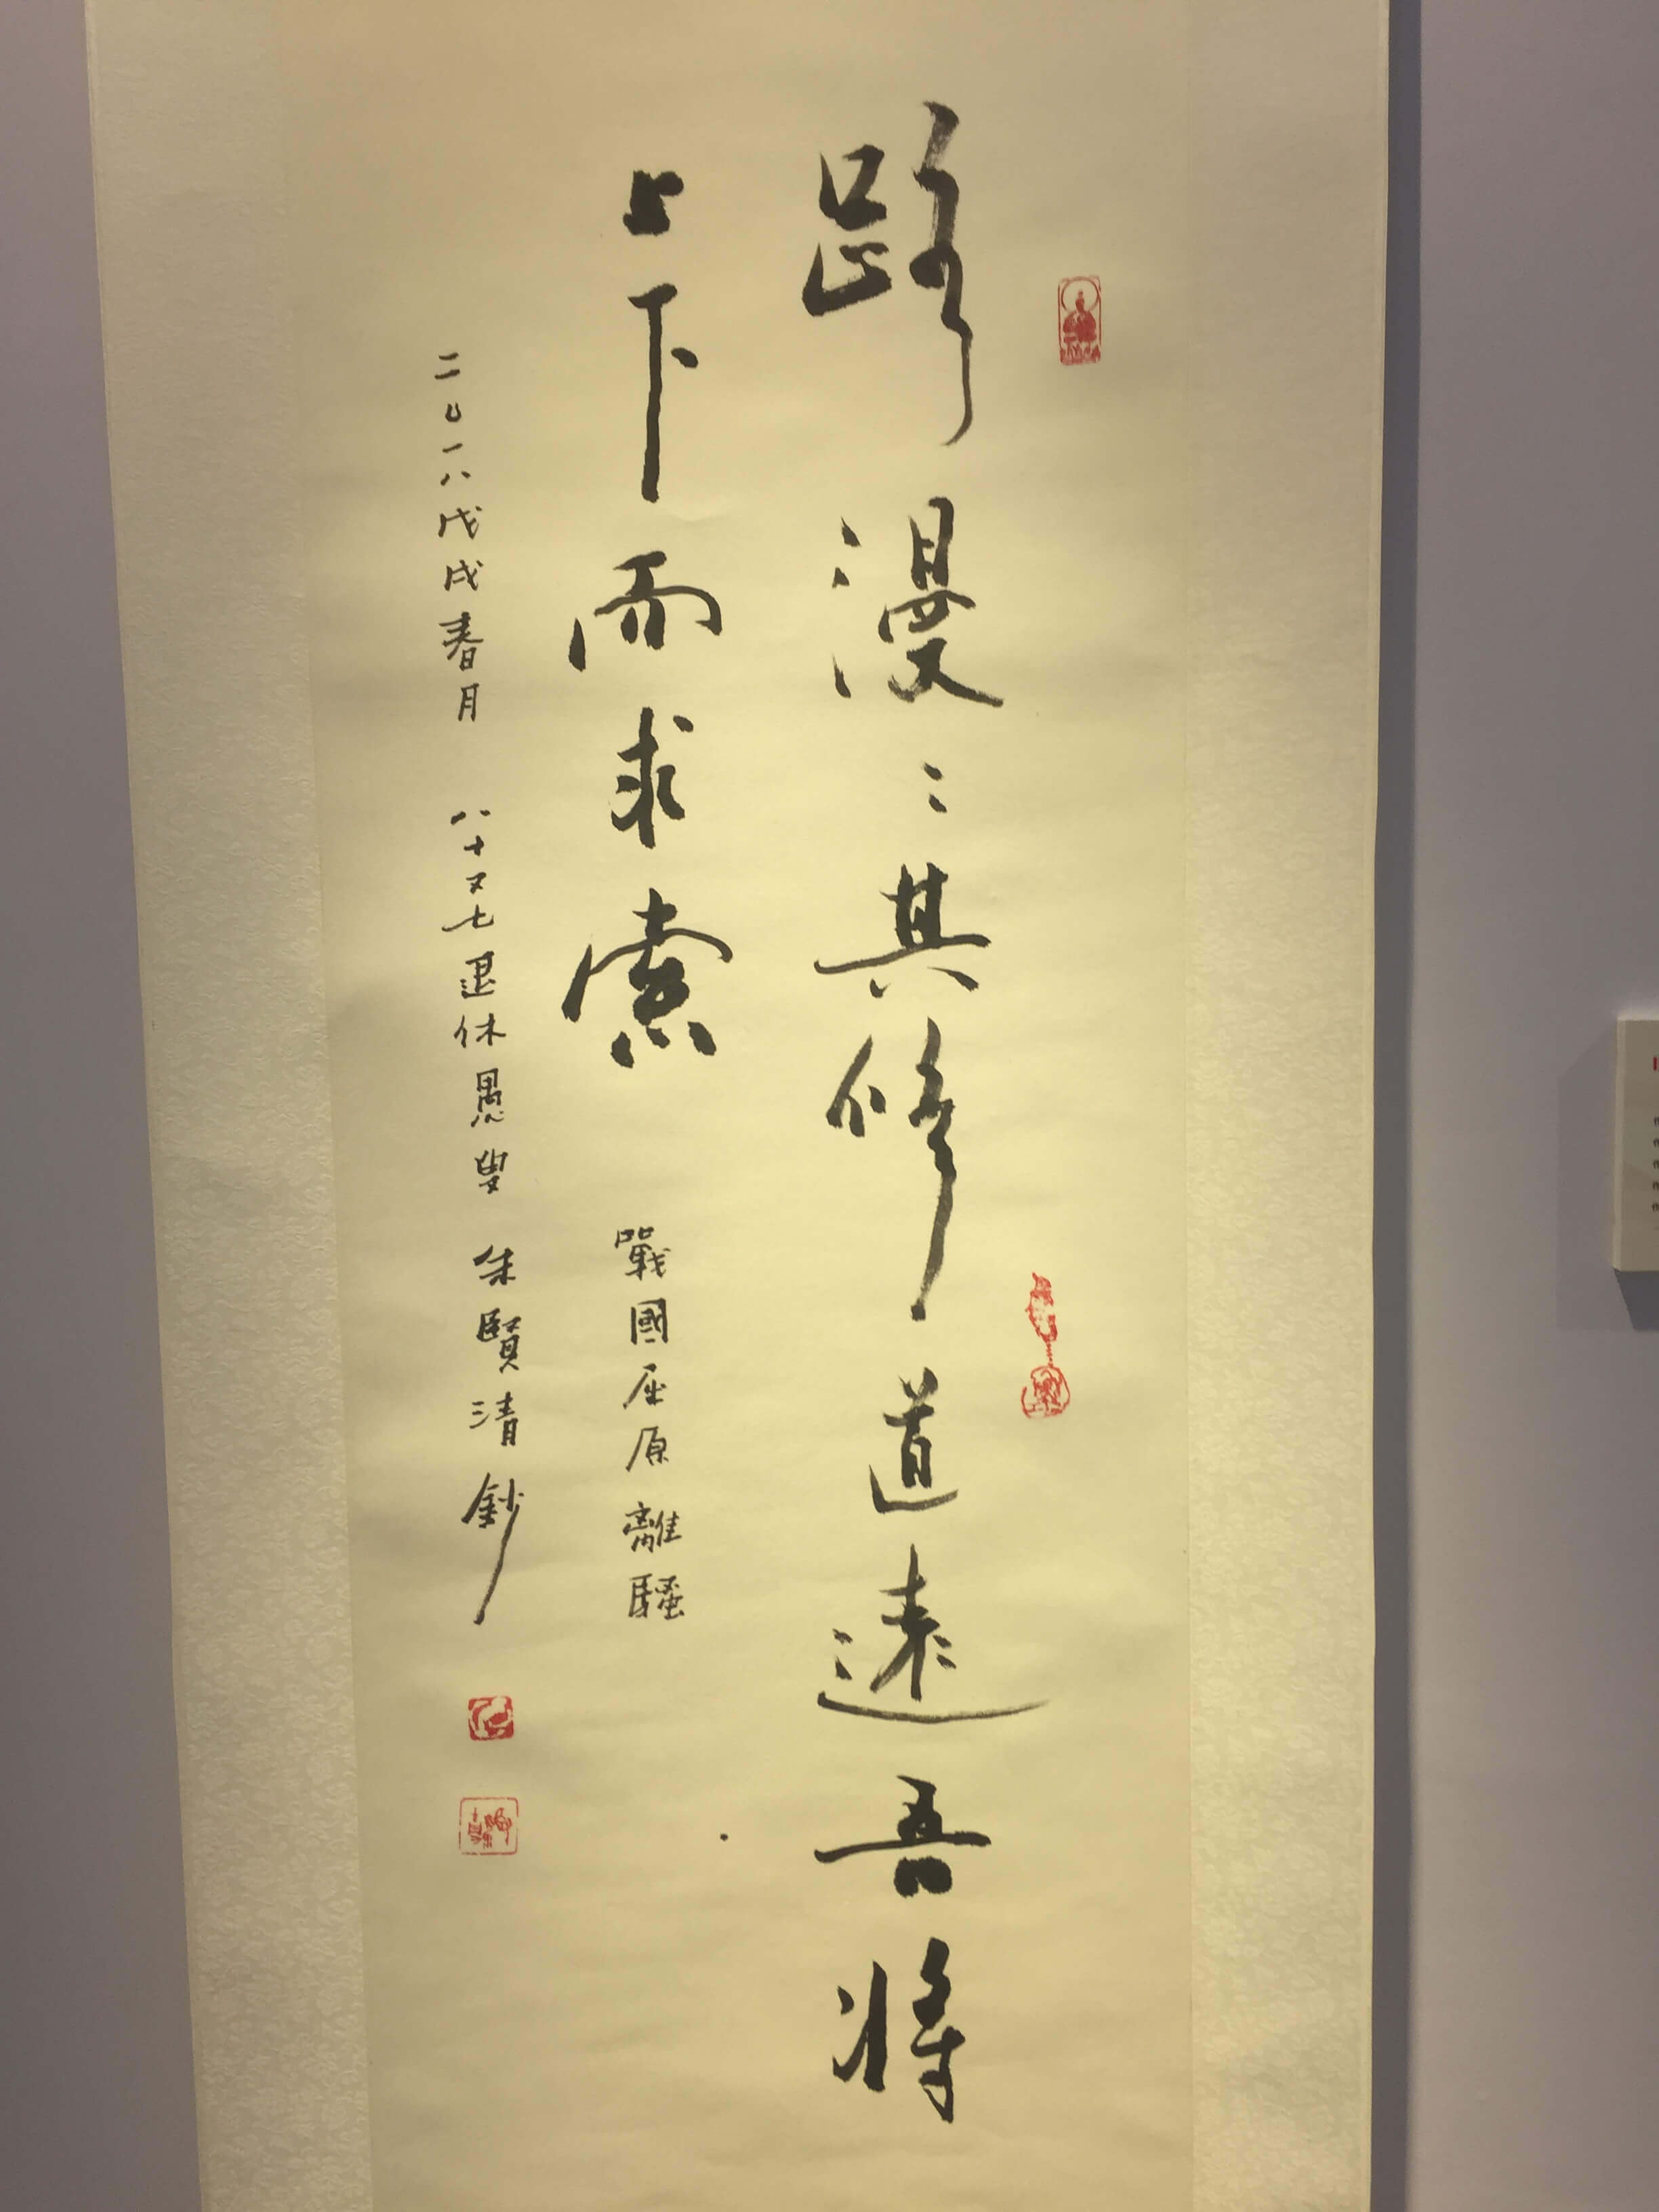 路漫〻其修道遠吾將
上下而求索
戰國屈原離騷
二〇一八戊戌春月 八十又七退休愚叟 朱賢清鈔